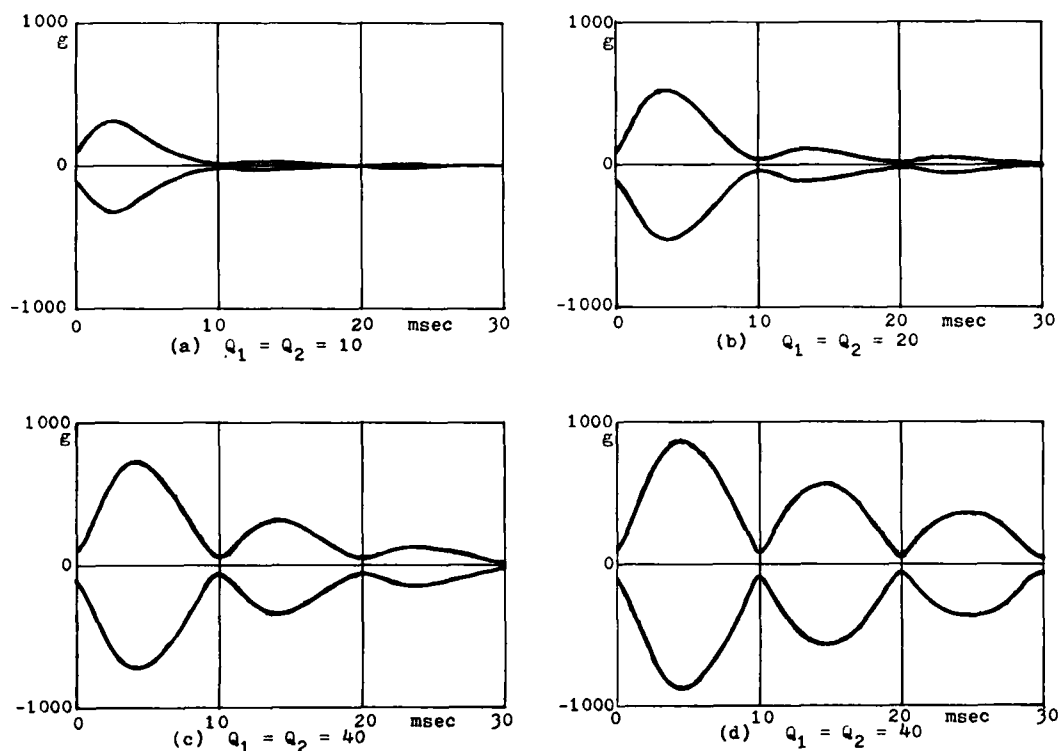 1000
g
0
-1000
0 10 20 msec 30
(a) Q1 = Q2 = 10
1000
g
0
-1000
0 10 20 msec 30
(b) Q1 = Q2 = 20
1000
g
0
-1000
0 10 20 msec 30
(c) Q1 = Q2 = 40
1000
g
0
-1000
0 10 20 msec 30
(d) Q1 = Q2 = 40